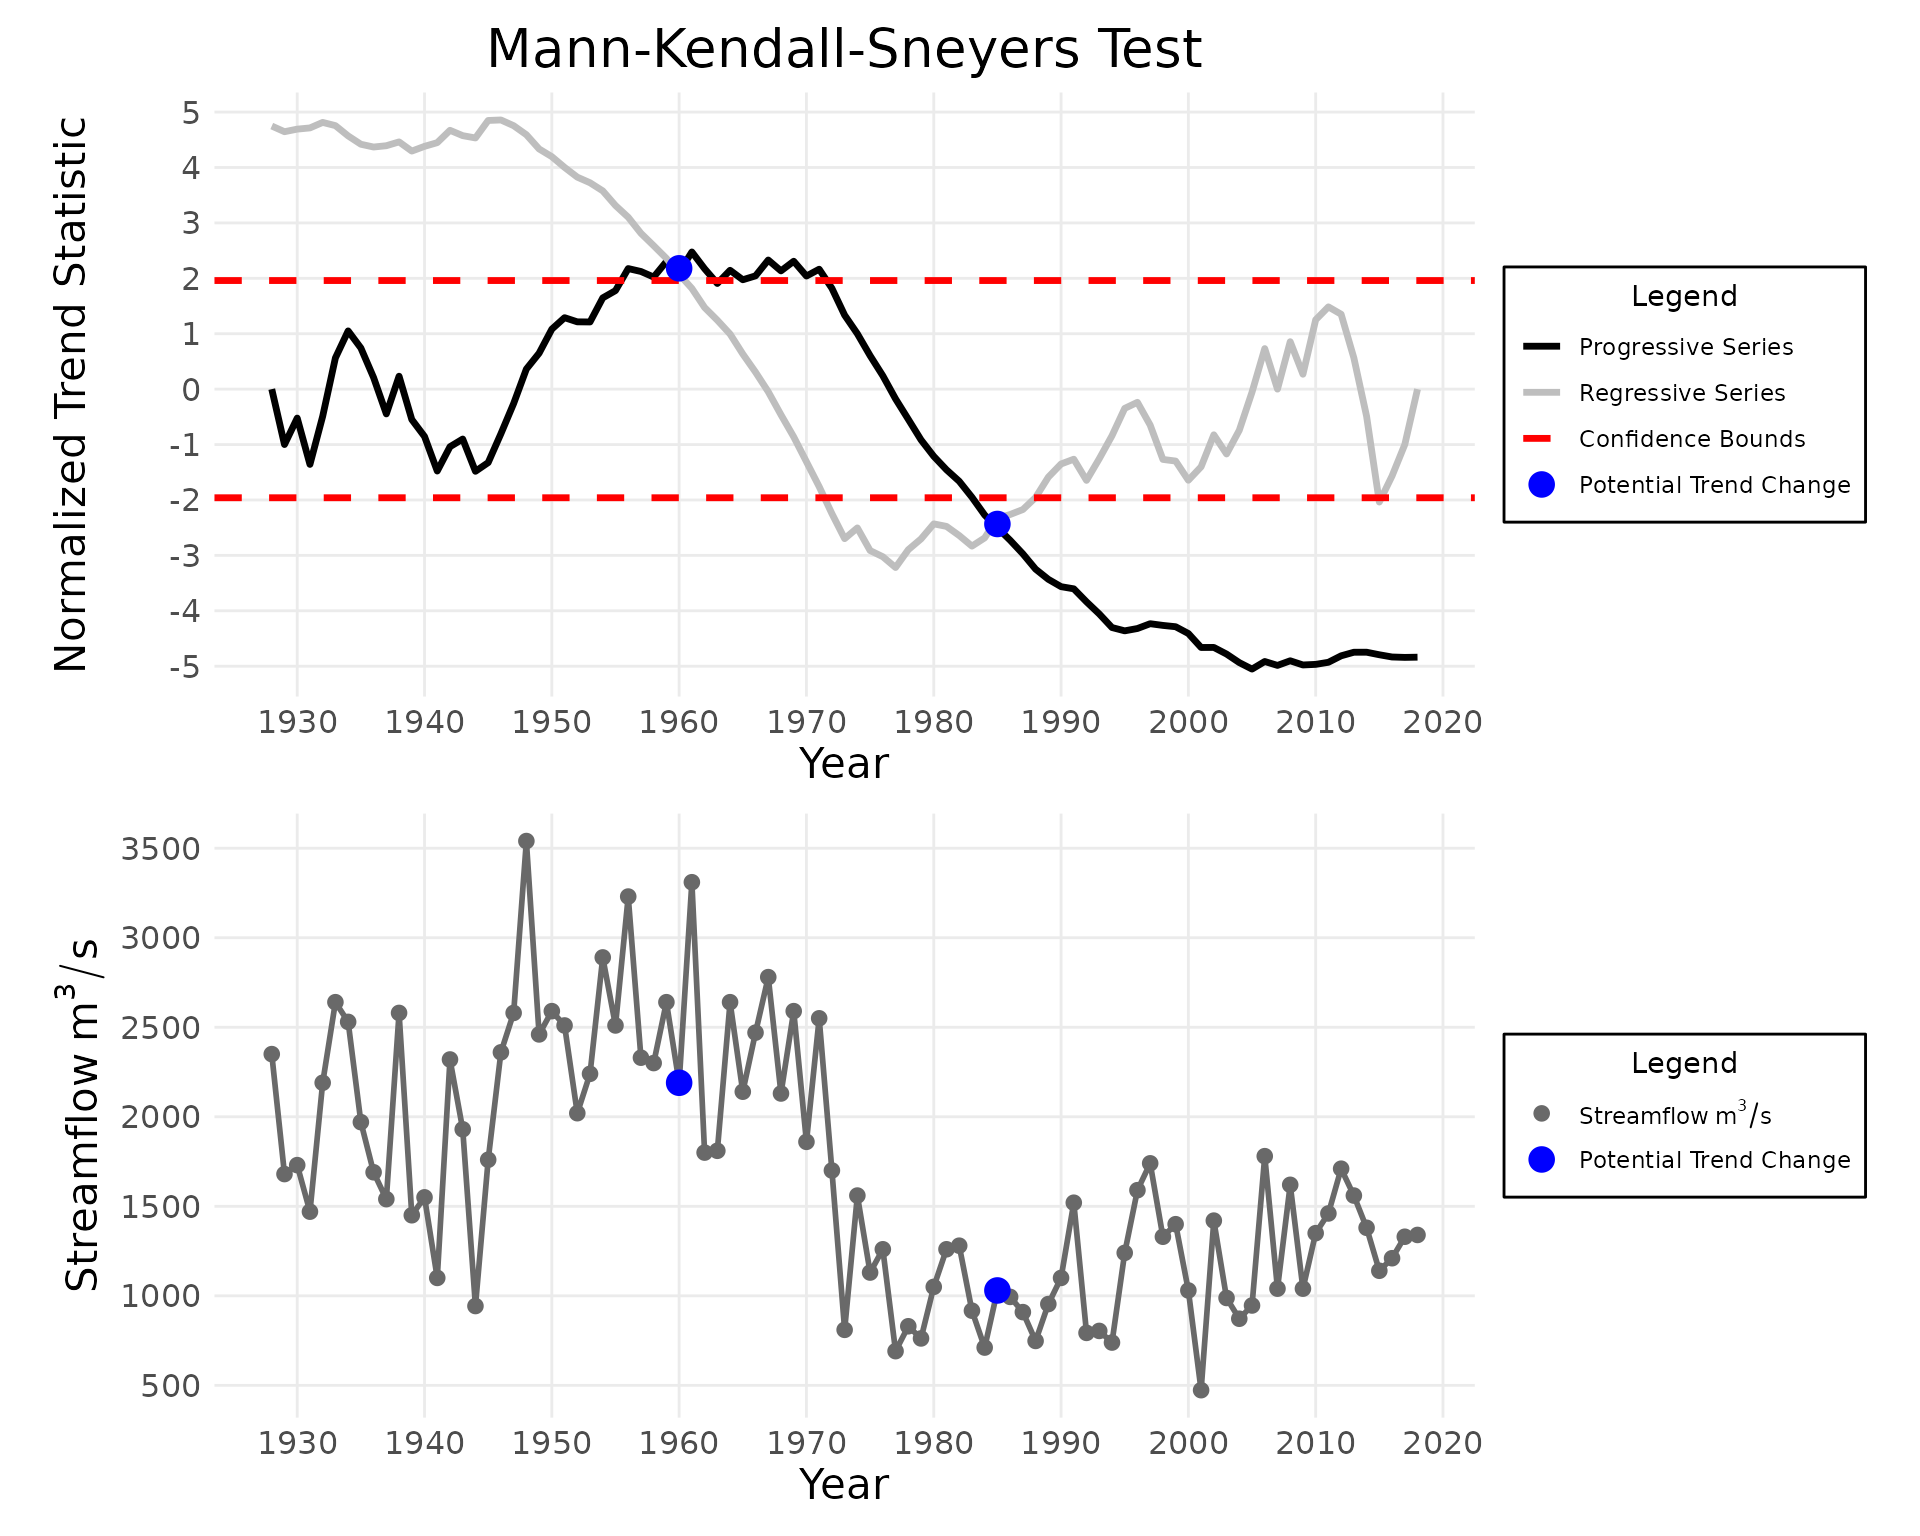 Mann-Kendall-Sneyers Test
Normalized Trend Statistic
5
4
3
2
1
0
-1
-2
-3
-4
-5
1930 1940 1950 1960 1970 1980 1990 2000 2010 2020
Year
Legend
Progressive Series
Regressive Series
Confidence Bounds
Potential Trend Change
Streamflow m³/s
3500
3000
2500
2000
1500
1000
500
1930 1940 1950 1960 1970 1980 1990 2000 2010 2020
Year
Legend
Streamflow m³/s
Potential Trend Change